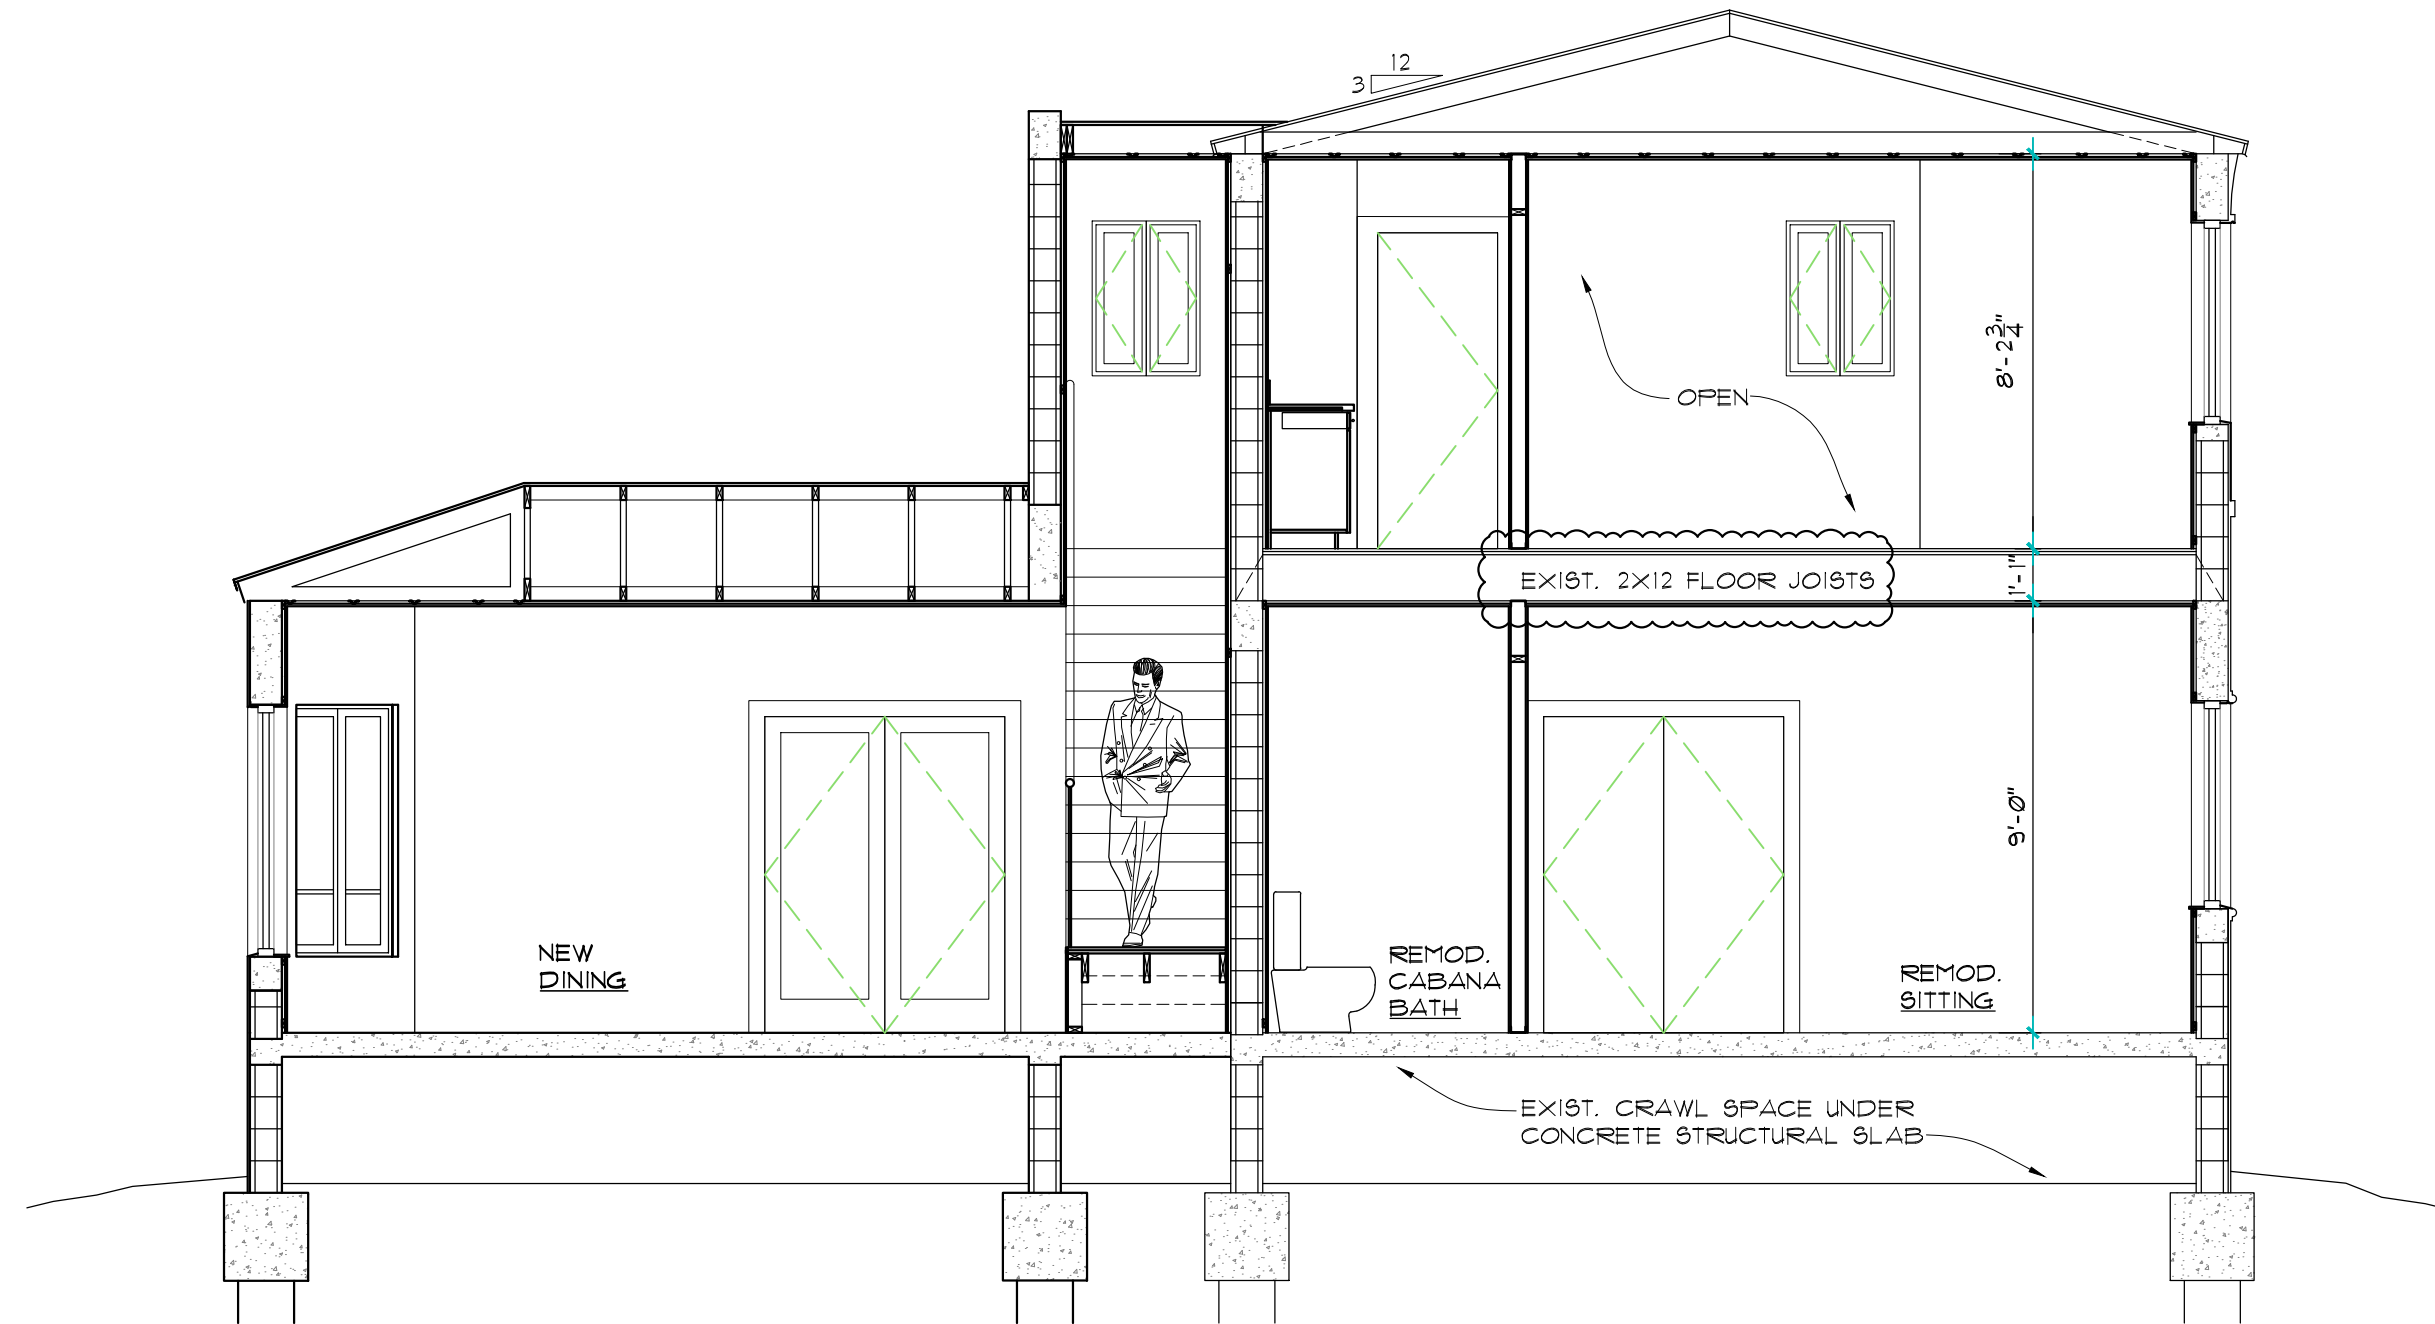 12
3
8'-2 3/4"
OPEN
EXIST. 2X12 FLOOR JOISTS
1'-1"
9'-0"
NEW
DINING
REMOD.
CABANA
BATH
REMOD.
SITTING
EXIST. CRAWL SPACE UNDER
CONCRETE STRUCTURAL SLAB